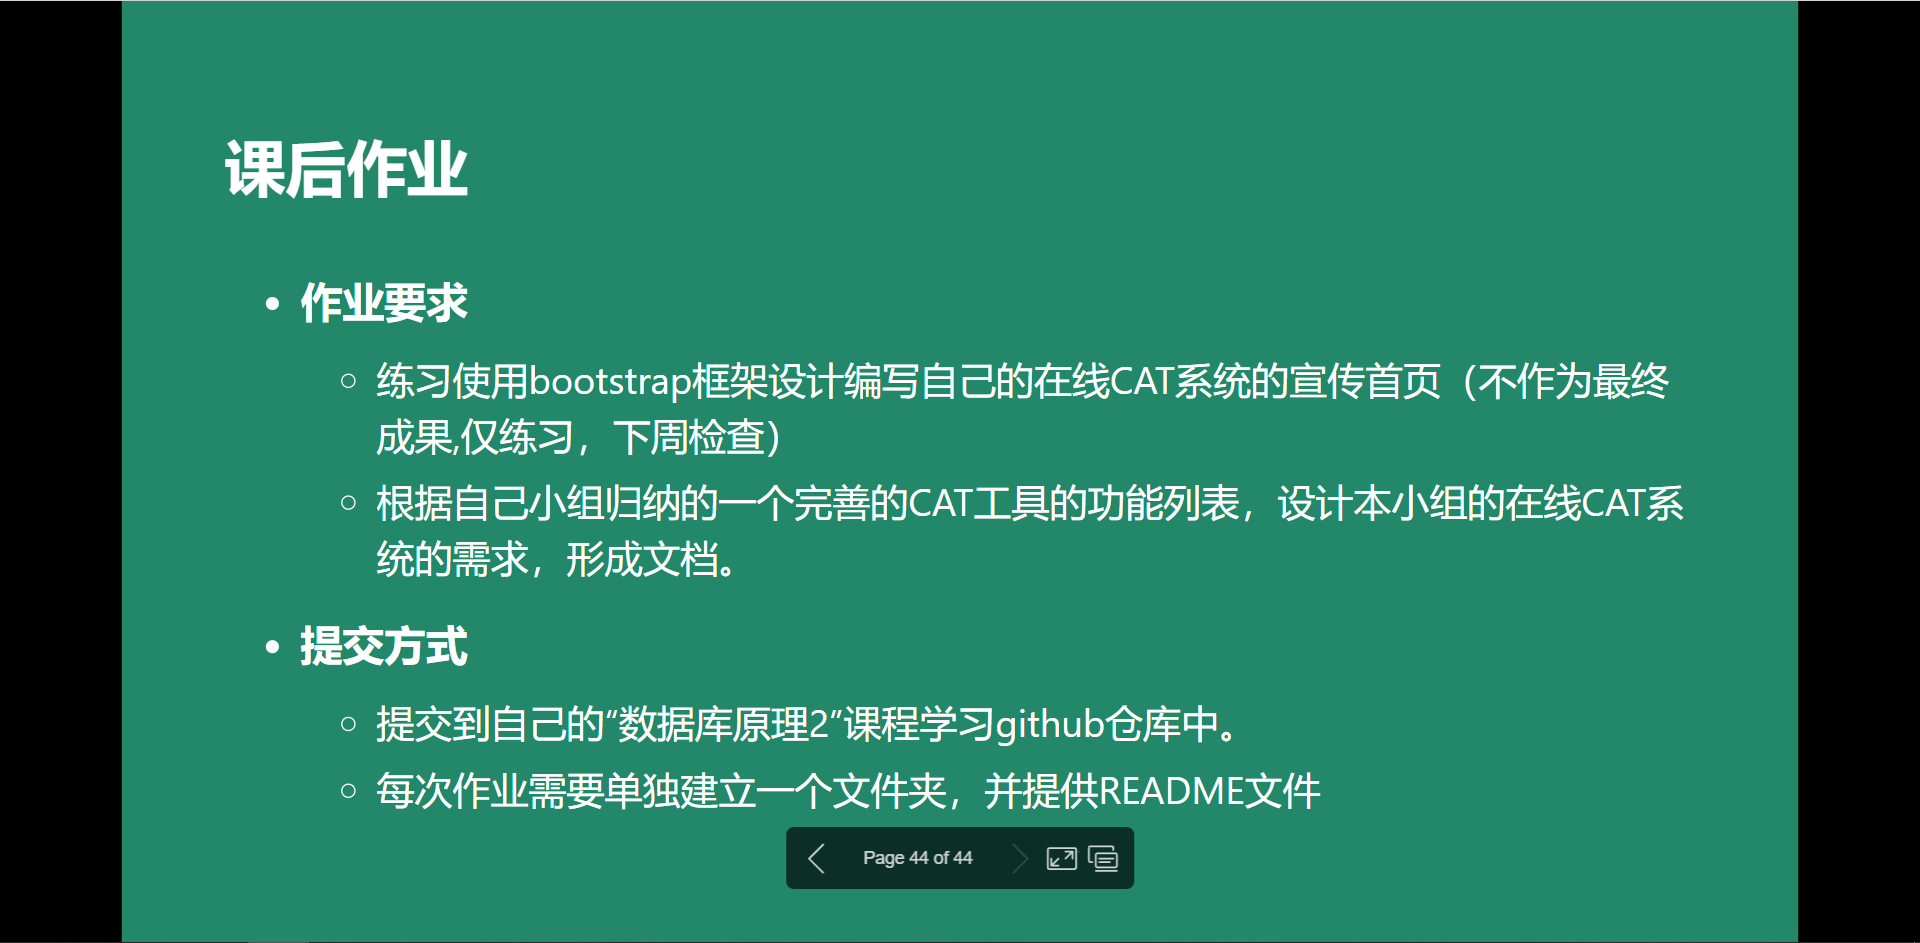 课后作业
作业要求
练习使用bootstrap框架设计编写自己的在线CAT系统的宣传首页（不作为最终
成果,仅练习，下周检查）
根据自己小组归纳的一个完善的CAT工具的功能列表，设计本小组的在线CAT系
统的需求，形成文档。
提交方式
提交到自己的“数据库原理2”课程学习github仓库中。
每次作业需要单独建立一个文件夹，并提供README文件
Page 44 of 44